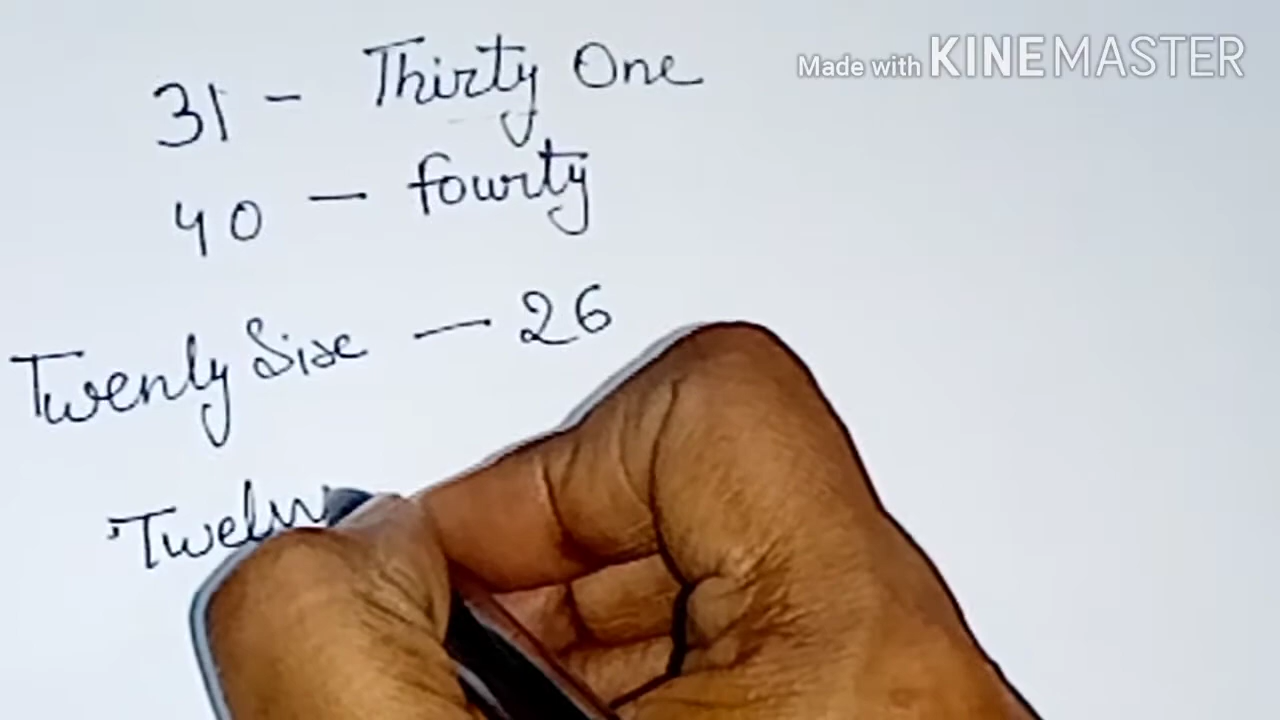 Made with KINEMASTER
31 - Thirty One
40 - fourty
Twenty Six - 26